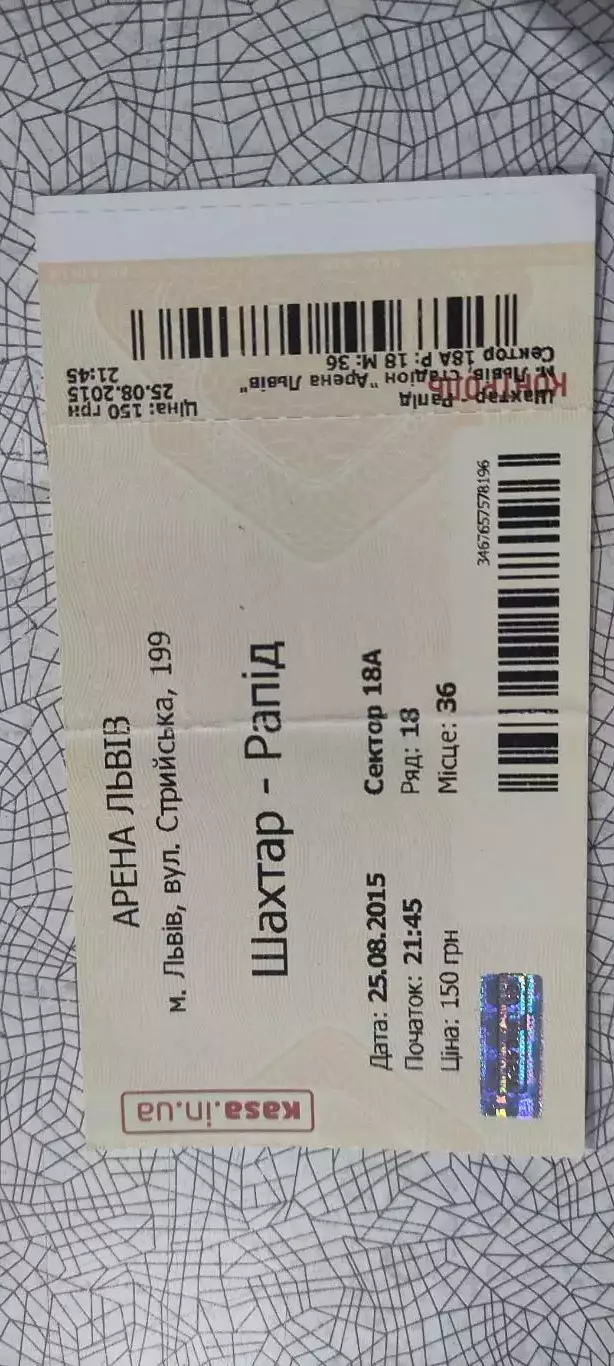 Шахтар - Рапід
м. Львів, стадіон "Арена Львів"
Сектор 18А Р: 18 М: 36
КОНТРОЛЬ
Ціна: 150 грн
25.08.2015
21:45
АРЕНА ЛЬВІВ
м. Львів, вул. Стрийська, 199
Шахтар - Рапід
Дата: 25.08.2015
Початок: 21:45
Ціна: 150 грн
Сектор 18А
Ряд: 18
Місце: 36
3467657578196
kasa.in.ua